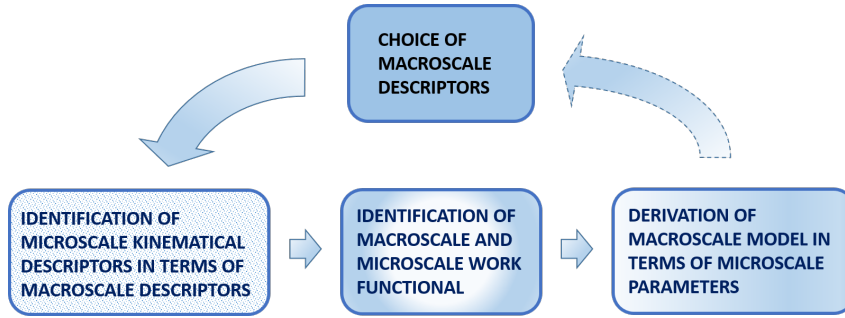 CHOICE OF
MACROSCALE
DESCRIPTORS
IDENTIFICATION OF
MICROSCALE KINEMATICAL
DESCRIPTORS IN TERMS OF
MACROSCALE DESCRIPTORS
IDENTIFICATION OF
MACROSCALE AND
MICROSCALE WORK
FUNCTIONAL
DERIVATION OF
MACROSCALE MODEL IN
TERMS OF MICROSCALE
PARAMETERS